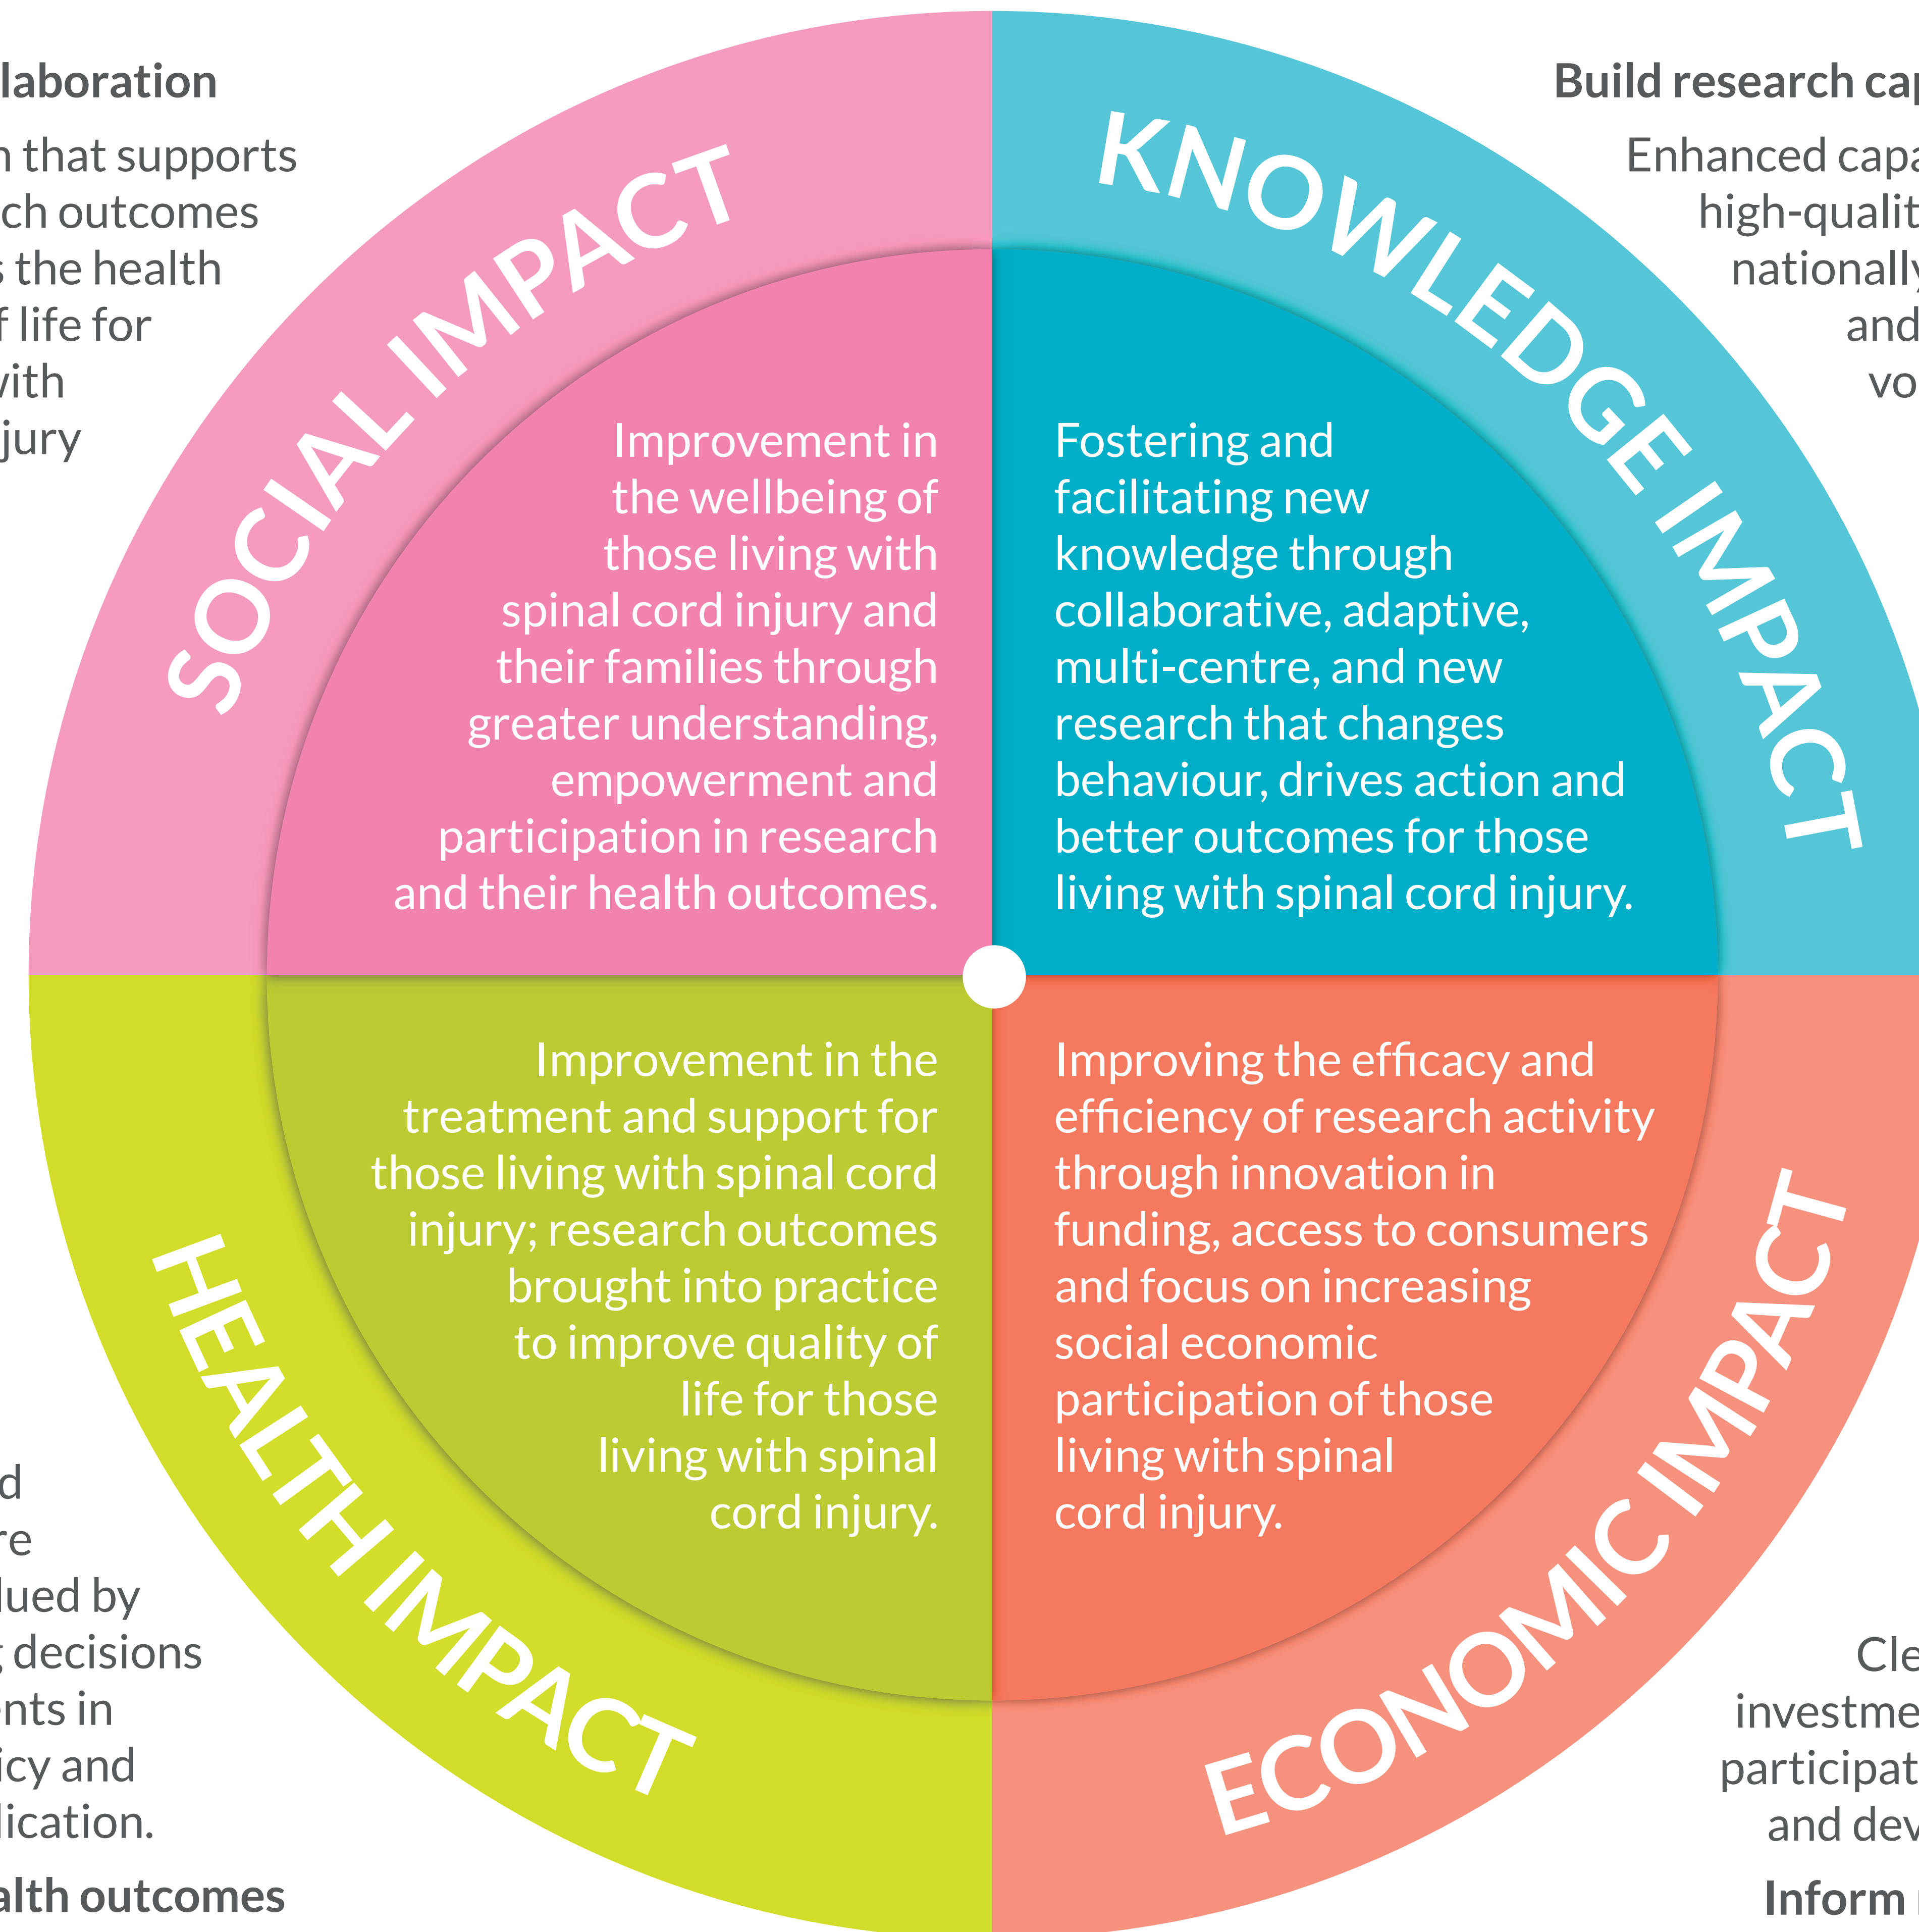 laboration
that supports
ch outcomes
the health
life for
with
jury
SOCIAL IMPACT
Improvement in
the wellbeing of
those living with
spinal cord injury and
their families through
greater understanding,
empowerment and
participation in research
and their health outcomes.
KNOWLEDGE IMPACT
Fostering and
facilitating new
knowledge through
collaborative, adaptive,
multi-centre, and new
research that changes
behaviour, drives action and
better outcomes for those
living with spinal cord injury.
Build research cap
Enhanced capa
high-qualit
nationally
and
vo
HEALTH IMPACT
Improvement in the
treatment and support for
those living with spinal cord
injury; research outcomes
brought into practice
to improve quality of
life for those
living with spinal
cord injury.
ECONOMIC IMPACT
Improving the efficacy and
efficiency of research activity
through innovation in
funding, access to consumers
and focus on increasing
social economic
participation of those
living with spinal
cord injury.
d
re
lued by
decisions
nts in
icy and
lication.
alth outcomes
Cle
investme
participat
and dev
Inform